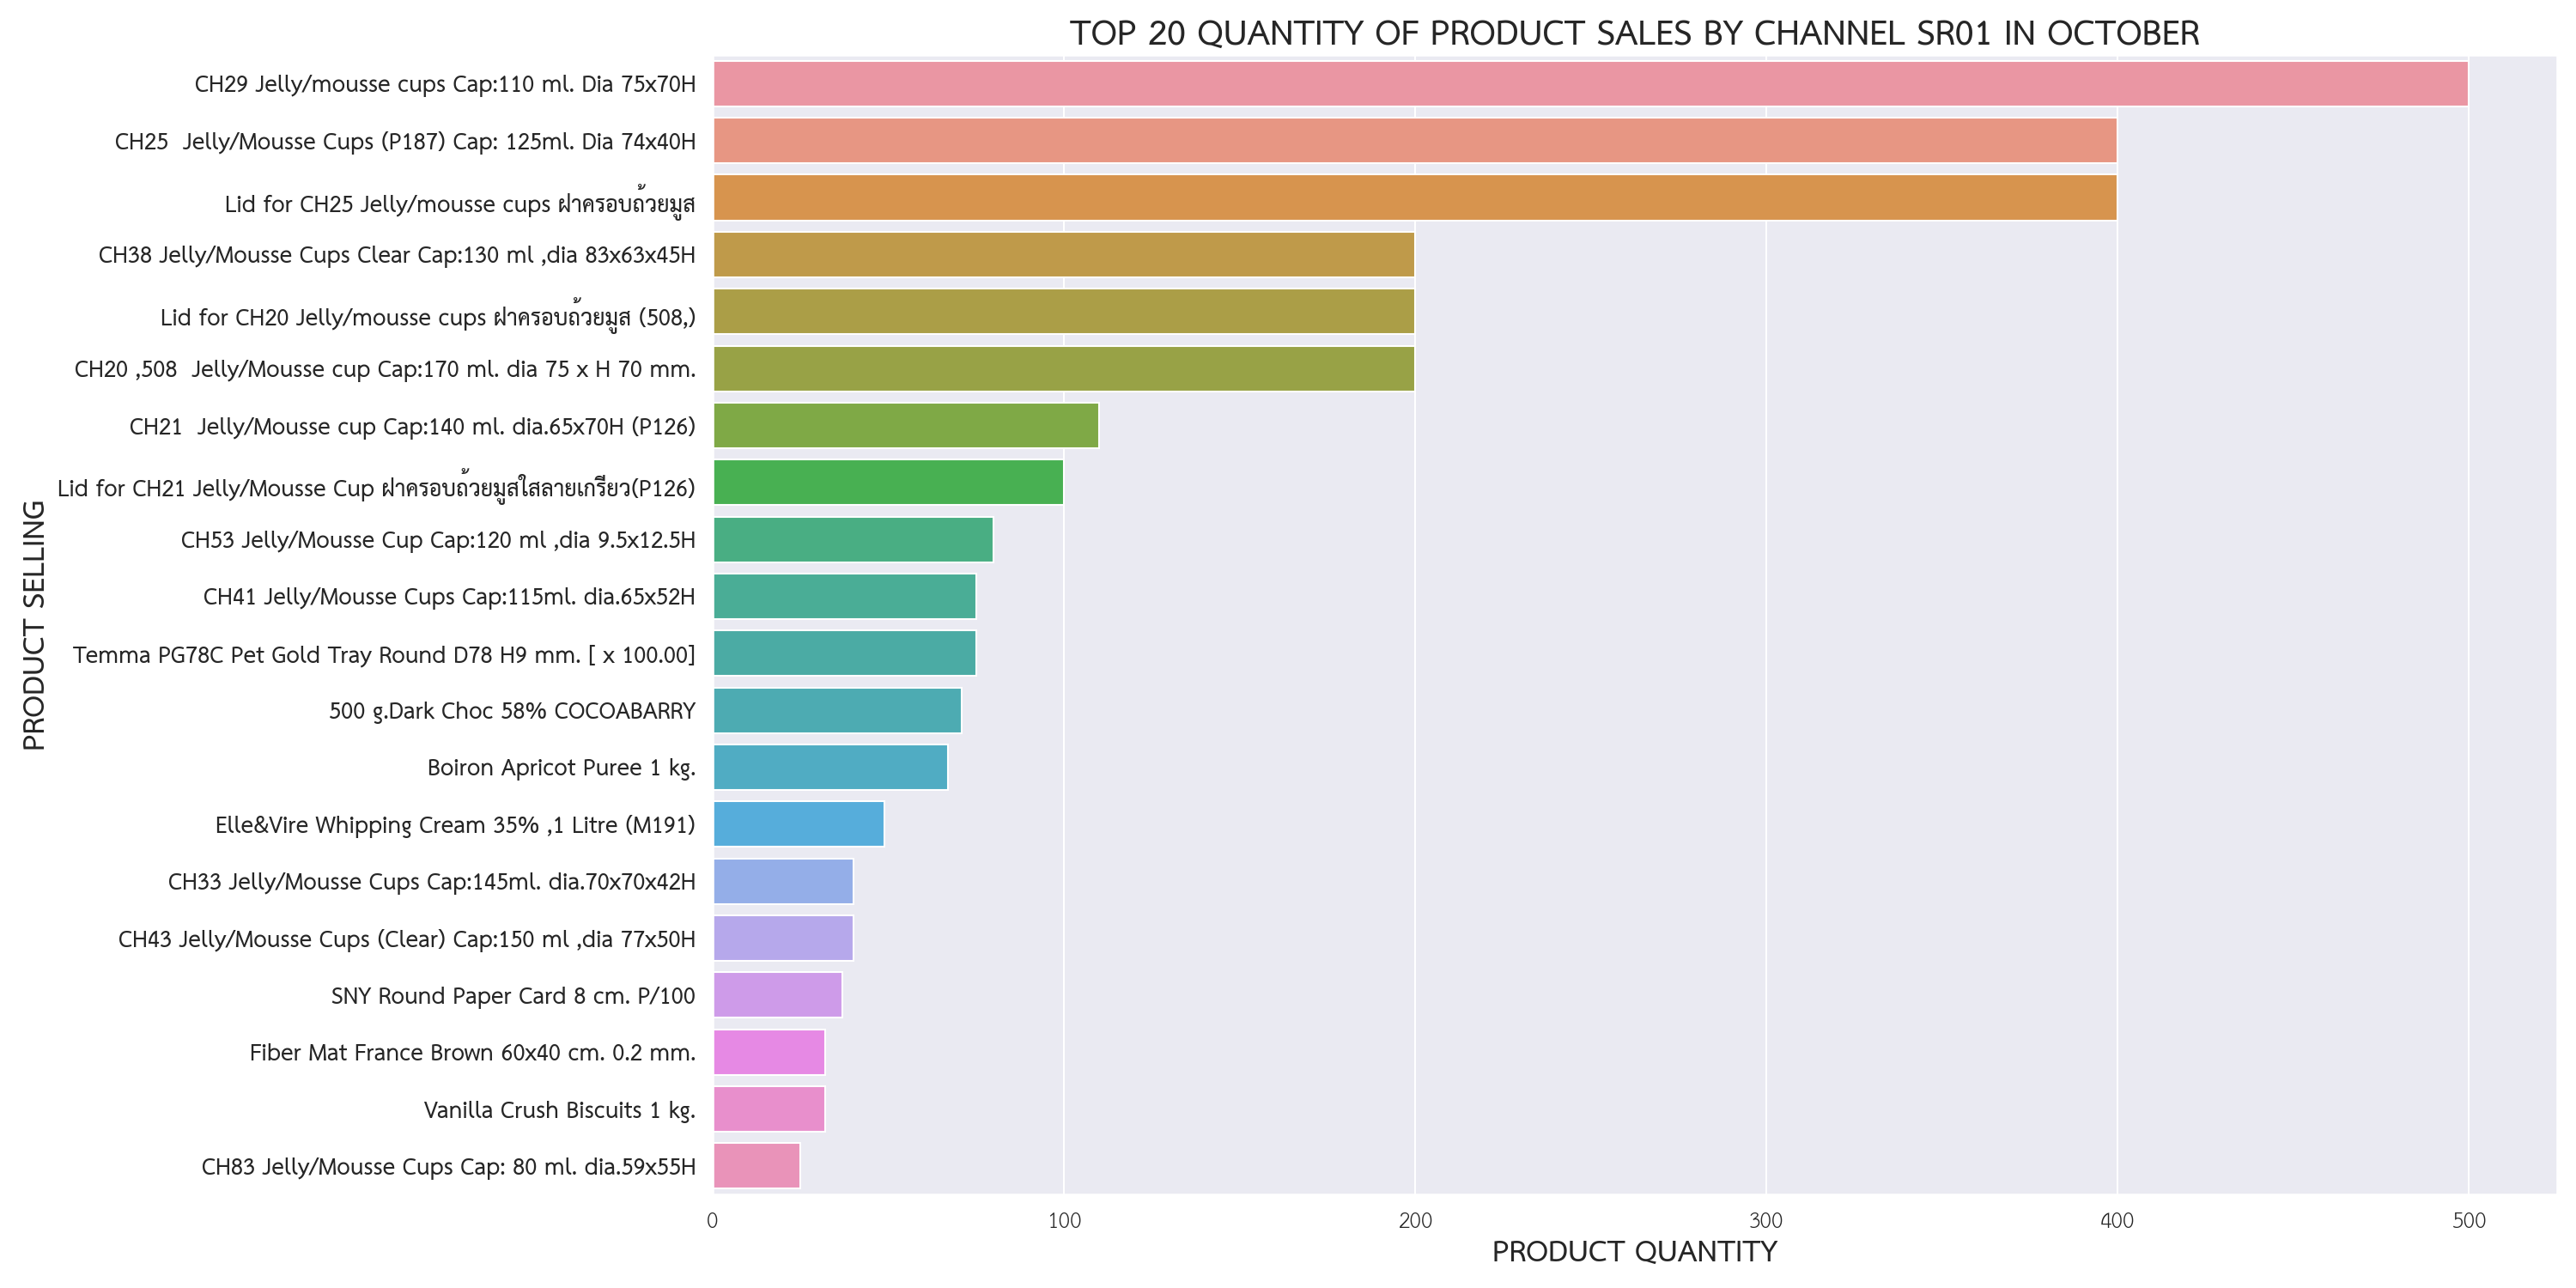 TOP 20 QUANTITY OF PRODUCT SALES BY CHANNEL SR01 IN OCTOBER
PRODUCT SELLING
CH29 Jelly/mousse cups Cap:110 ml. Dia 75x70H
CH25  Jelly/Mousse Cups (P187) Cap: 125ml. Dia 74x40H
Lid for CH25 Jelly/mousse cups ฝาครอบถ้วยมูส
CH38 Jelly/Mousse Cups Clear Cap:130 ml ,dia 83x63x45H
Lid for CH20 Jelly/mousse cups ฝาครอบถ้วยมูส (508,)
CH20 ,508  Jelly/Mousse cup Cap:170 ml. dia 75 x H 70 mm.
CH21  Jelly/Mousse cup Cap:140 ml. dia.65x70H (P126)
Lid for CH21 Jelly/Mousse Cup ฝาครอบถ้วยมูสใสลายเกรียว(P126)
CH53 Jelly/Mousse Cup Cap:120 ml ,dia 9.5x12.5H
CH41 Jelly/Mousse Cups Cap:115ml. dia.65x52H
Temma PG78C Pet Gold Tray Round D78 H9 mm. [ x 100.00]
500 g.Dark Choc 58% COCOABARRY
Boiron Apricot Puree 1 kg.
Elle&Vire Whipping Cream 35% ,1 Litre (M191)
CH33 Jelly/Mousse Cups Cap:145ml. dia.70x70x42H
CH43 Jelly/Mousse Cups (Clear) Cap:150 ml ,dia 77x50H
SNY Round Paper Card 8 cm. P/100
Fiber Mat France Brown 60x40 cm. 0.2 mm.
Vanilla Crush Biscuits 1 kg.
CH83 Jelly/Mousse Cups Cap: 80 ml. dia.59x55H
0 100 200 300 400 500
PRODUCT QUANTITY